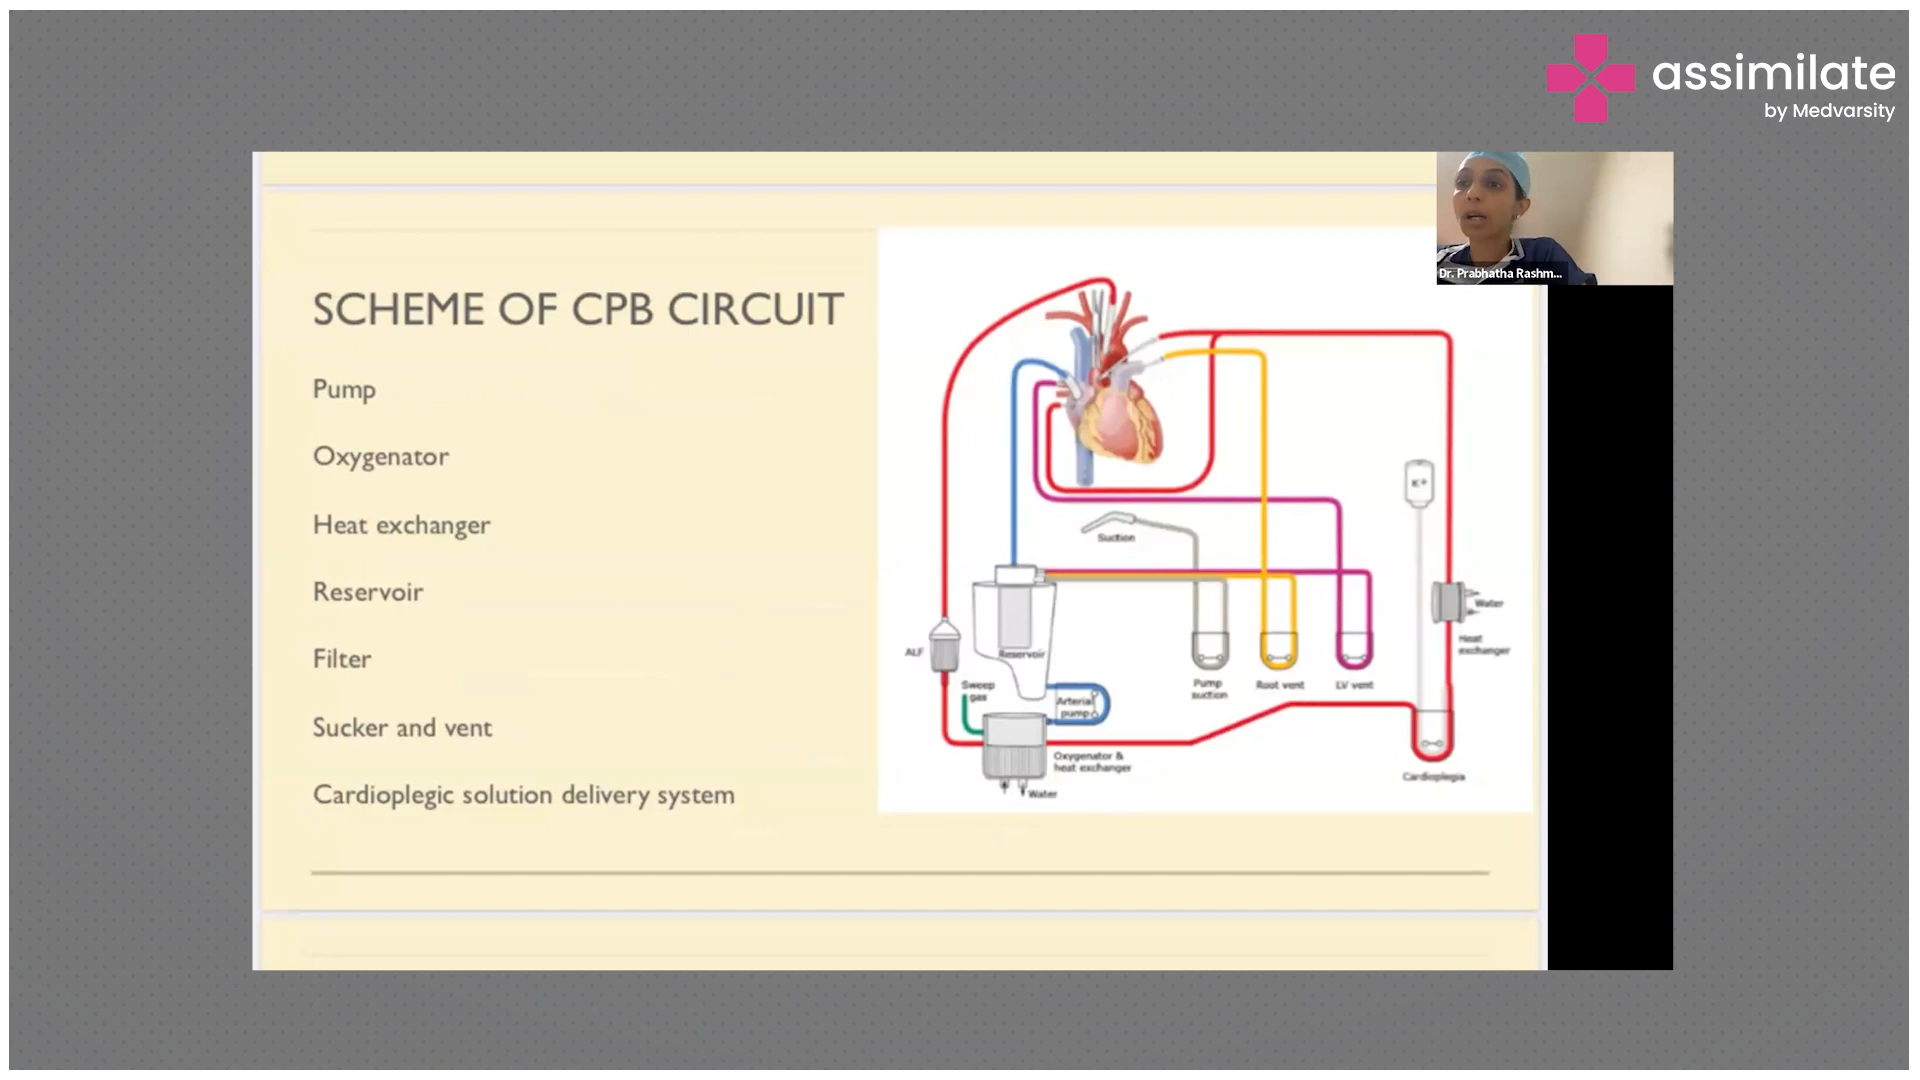 assimilate
by Medvarsity
Dr. Prabhatha Rashm...
SCHEME OF CPB CIRCUIT
Pump
Oxygenator
Heat exchanger
Reservoir
Filter
Sucker and vent
Cardioplegic solution delivery system
K+
Suction
Water
Heat
exchanger
ALF
Reservoir
Sweep
gas
Arterial
pump
Pump
suction
Root vent
LV vent
Oxygenator &
heat exchanger
Water
Cardioplegia